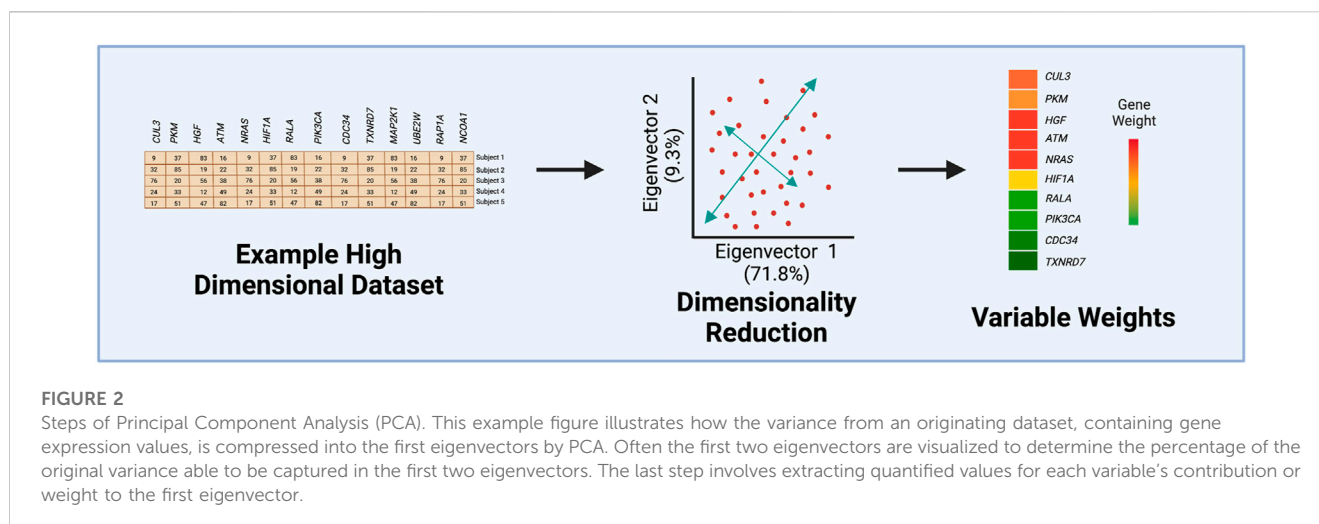 CUL3 PKM HGF ATM NRAS HIF1A RALA PIK3CA CDC34 TXNRD7 MAP2K1 UBE2W RAP1A NCOA1
9 37 83 16 9 37 83 16 9 37 83 16 9 37 Subject 1
32 85 19 22 32 85 19 22 32 85 19 22 32 85 Subject 2
76 20 56 38 76 20 56 38 76 20 56 38 76 20 Subject 3
24 33 12 49 24 33 12 49 24 33 12 49 24 33 Subject 4
17 51 47 82 17 51 47 82 17 51 47 82 17 51 Subject 5
Example High
Dimensional Dataset
Eigenvector 2
(9.3%)
Eigenvector 1
(71.8%)
Dimensionality
Reduction
CUL3
PKM
HGF
ATM
NRAS
HIF1A
RALA
PIK3CA
CDC34
TXNRD7
Gene
Weight
Variable Weights
FIGURE 2
Steps of Principal Component Analysis (PCA). This example figure illustrates how the variance from an originating dataset, containing gene
expression values, is compressed into the first eigenvectors by PCA. Often the first two eigenvectors are visualized to determine the percentage of the
original variance able to be captured in the first two eigenvectors. The last step involves extracting quantified values for each variable's contribution or
weight to the first eigenvector.